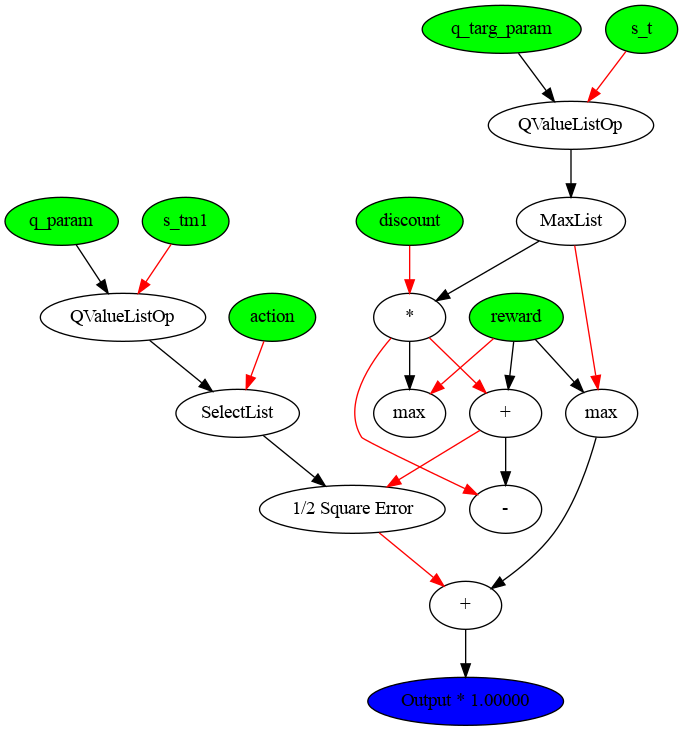 q_targ_param
s_t
QValueListOp
q_param
s_tm1
discount
MaxList
QValueListOp
action
*
reward
SelectList
max
+
max
1/2 Square Error
-
+
Output * 1.00000